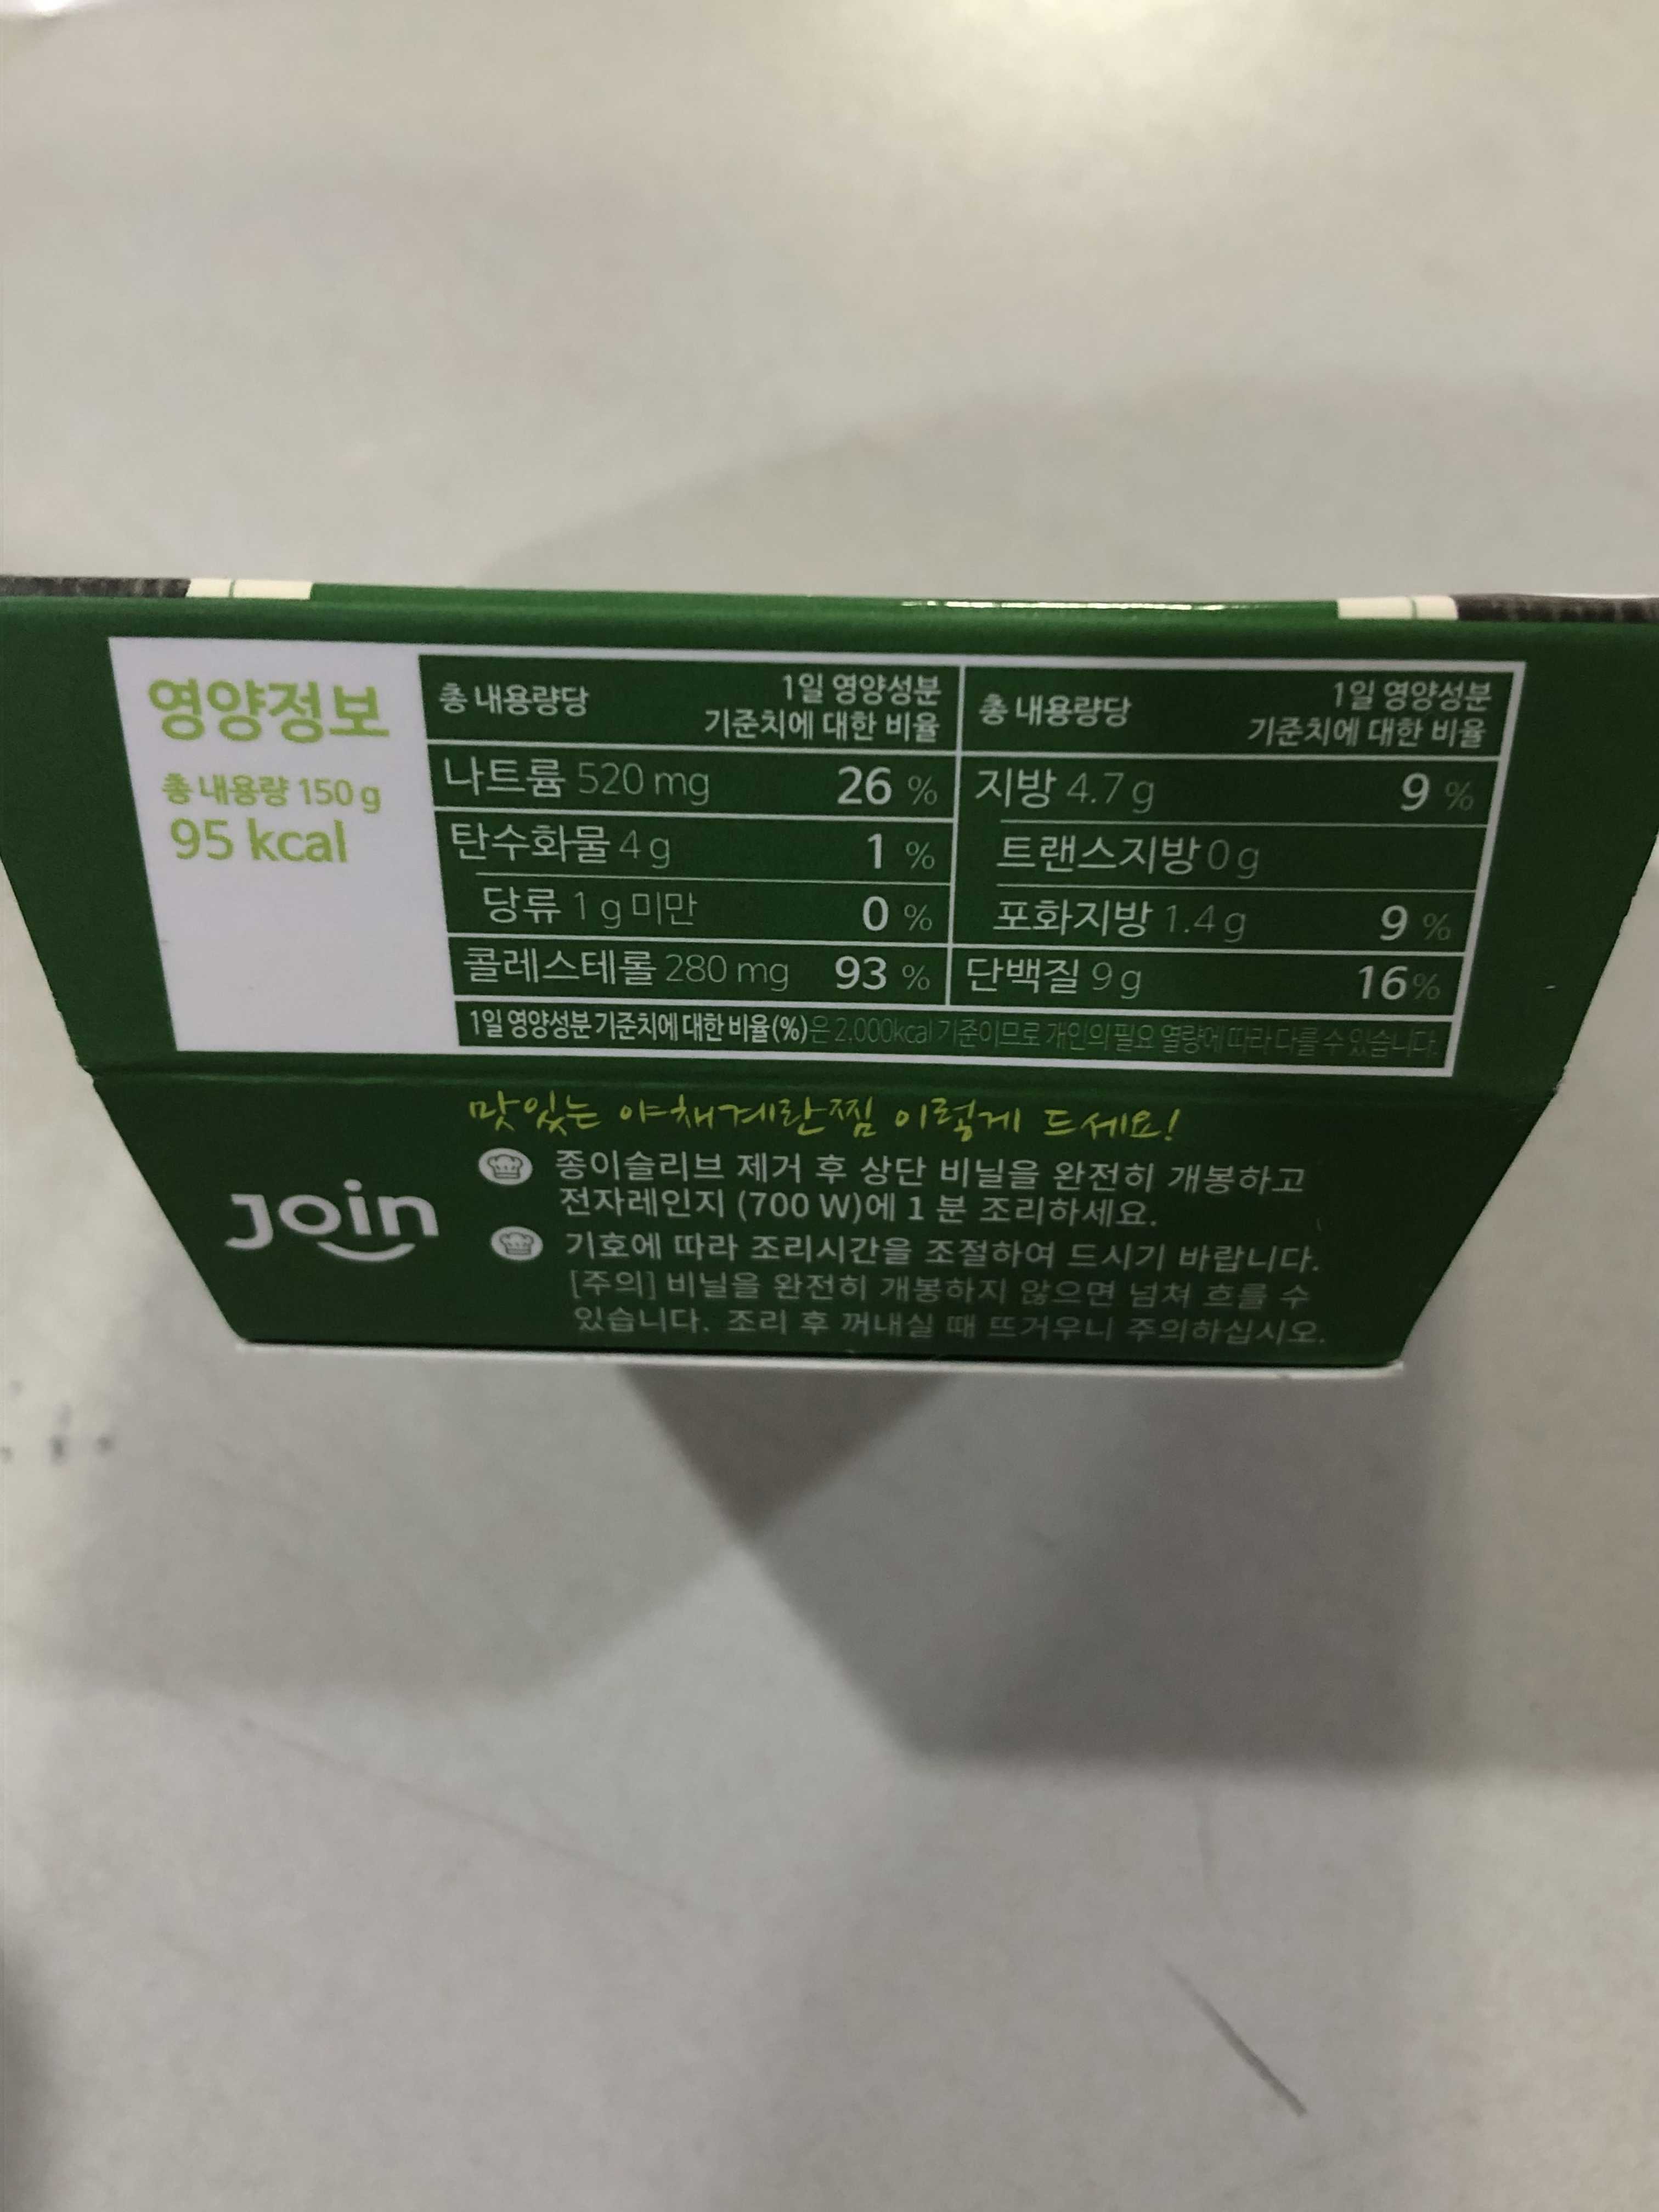 영양정보
총 내용량 150 g
95 kcal
총 내용량당 1일 영양성분 기준치에 대한 비율
나트륨 520 mg 26 %
탄수화물 4 g 1 %
당류 1 g 미만 0 %
콜레스테롤 280 mg 93 %
총 내용량당 1일 영양성분 기준치에 대한 비율
지방 4.7 g 9 %
트랜스지방 0 g
포화지방 1.4 g 9 %
단백질 9 g 16 %
1일 영양성분 기준치에 대한 비율(%)은 2,000kcal 기준이므로 개인의 필요 열량에 따라 다를 수 있습니다.
맛있는 야채계란찜 이렇게 드세요!
Join
종이슬리브 제거 후 상단 비닐을 완전히 개봉하고
전자레인지 (700 W)에 1 분 조리하세요.
기호에 따라 조리시간을 조절하여 드시기 바랍니다.
[주의] 비닐을 완전히 개봉하지 않으면 넘쳐 흐를 수
있습니다. 조리 후 꺼내실 때 뜨거우니 주의하십시오.